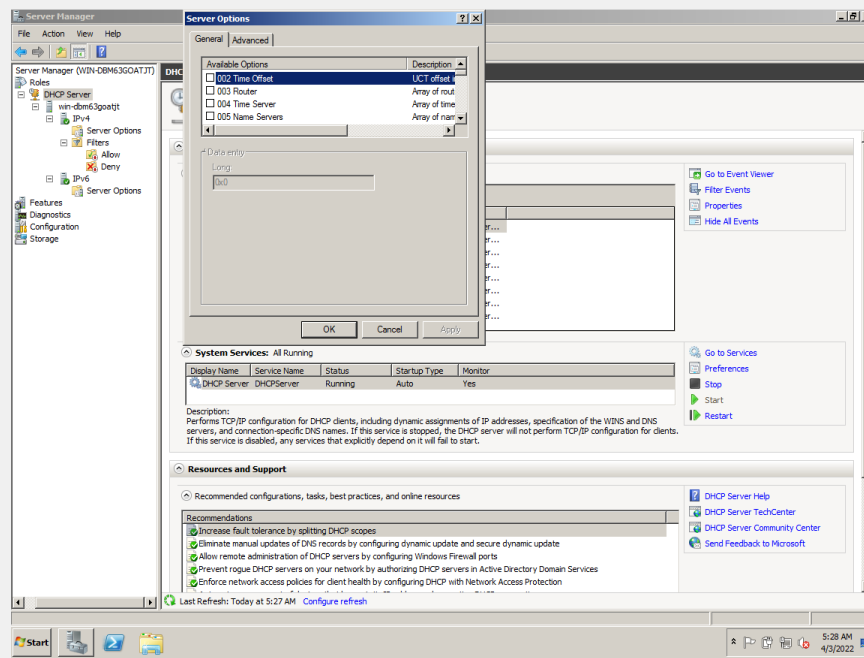 Server Manager
File Action View Help
Server Manager (WIN-DBM63GOATJT)
Roles
DHCP Server
win-dbm63goatjt
IPv4
Server Options
Filters
Allow
Deny
IPv6
Server Options
Features
Diagnostics
Configuration
Storage
DHC
Server Options
General Advanced
Available Options Description
002 Time Offset UCT offset i
003 Router Array of rout
004 Time Server Array of time
005 Name Servers Array of nam
Data entry
Long:
0x0
OK Cancel Apply
er...
er...
er...
er...
er...
er...
er...
er...
Go to Event Viewer
Filter Events
Properties
Hide All Events
System Services: All Running
Display Name Service Name Status Startup Type Monitor
DHCP Server DHCPServer Running Auto Yes
Description:
Performs TCP/IP configuration for DHCP clients, including dynamic assignments of IP addresses, specification of the WINS and DNS
servers, and connection-specific DNS names. If this service is stopped, the DHCP server will not perform TCP/IP configuration for clients.
If this service is disabled, any services that explicitly depend on it will fail to start.
Go to Services
Preferences
Stop
Start
Restart
Resources and Support
Recommended configurations, tasks, best practices, and online resources
Recommendations
Increase fault tolerance by splitting DHCP scopes
Eliminate manual updates of DNS records by configuring dynamic update and secure dynamic update
Allow remote administration of DHCP servers by configuring Windows Firewall ports
Prevent rogue DHCP servers on your network by authorizing DHCP servers in Active Directory Domain Services
Enforce network access policies for client health by configuring DHCP with Network Access Protection
DHCP Server Help
DHCP Server TechCenter
DHCP Server Community Center
Send Feedback to Microsoft
Last Refresh: Today at 5:27 AM Configure refresh
Start
5:28 AM
4/3/2022